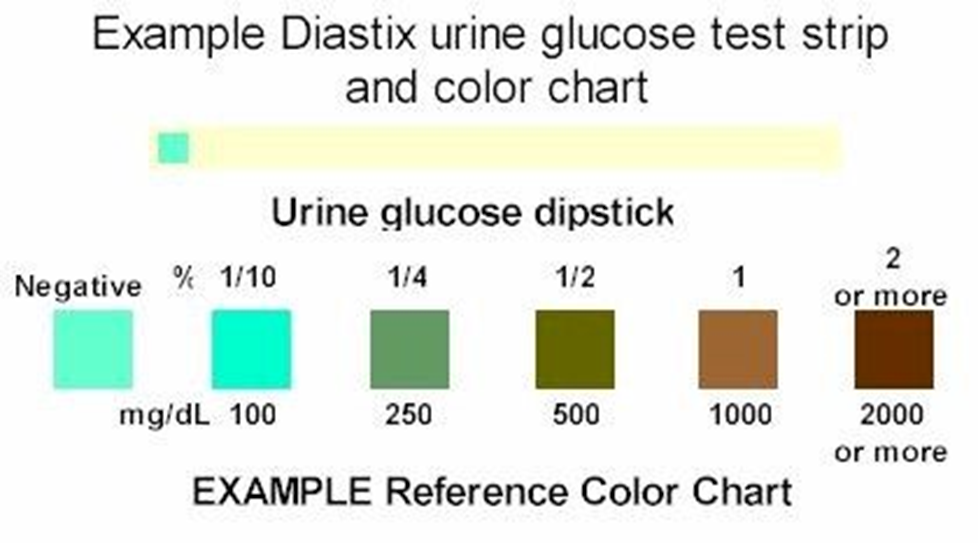 Example Diastix urine glucose test strip
and color chart
Urine glucose dipstick
Negative % 1/10 1/4 1/2 1 2
or more
mg/dL 100 250 500 1000 2000
or more
EXAMPLE Reference Color Chart